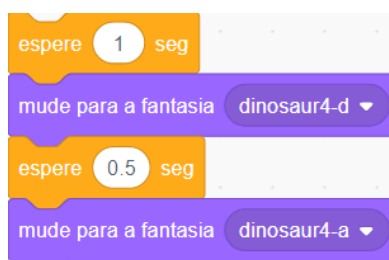 espere 1 seg
mude para a fantasia dinosaur4-d
espere 0.5 seg
mude para a fantasia dinosaur4-a